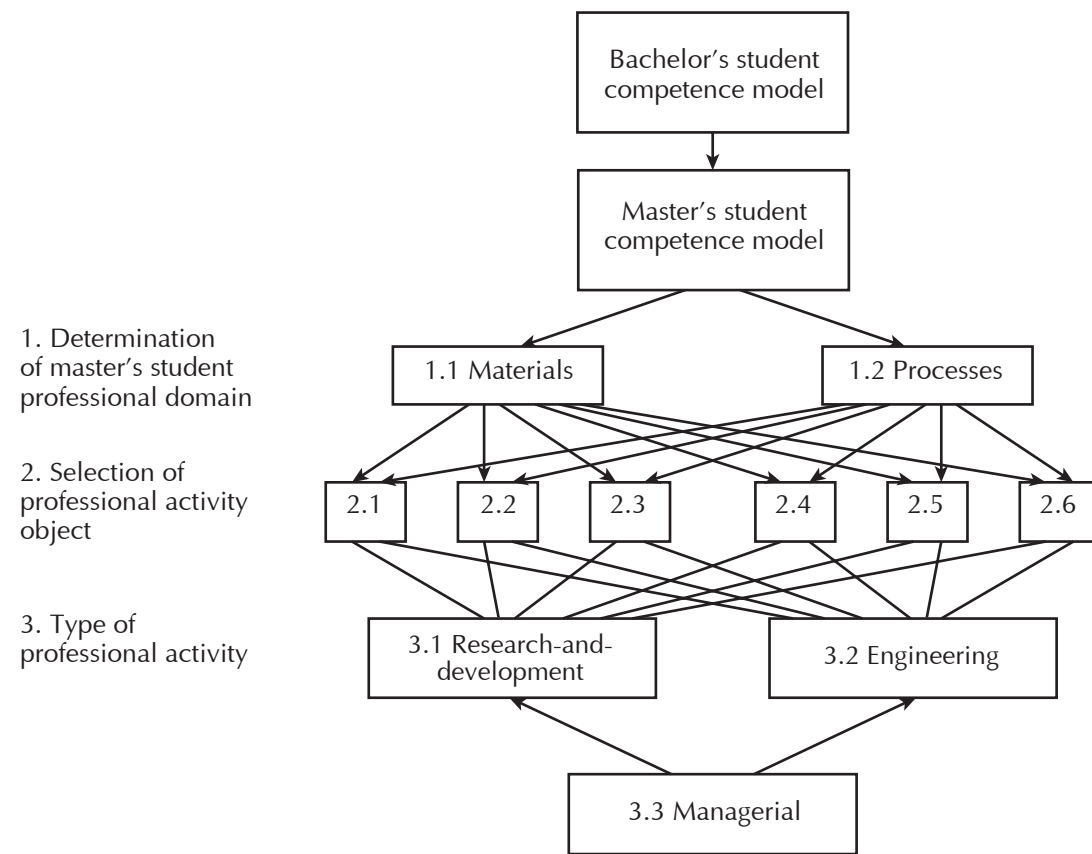 Bachelor’s student
competence model
Master’s student
competence model
1. Determination
of master’s student
professional domain
1.1 Materials
1.2 Processes
2. Selection of
professional activity
object
2.1
2.2
2.3
2.4
2.5
2.6
3. Type of
professional activity
3.1 Research-and-
development
3.2 Engineering
3.3 Managerial